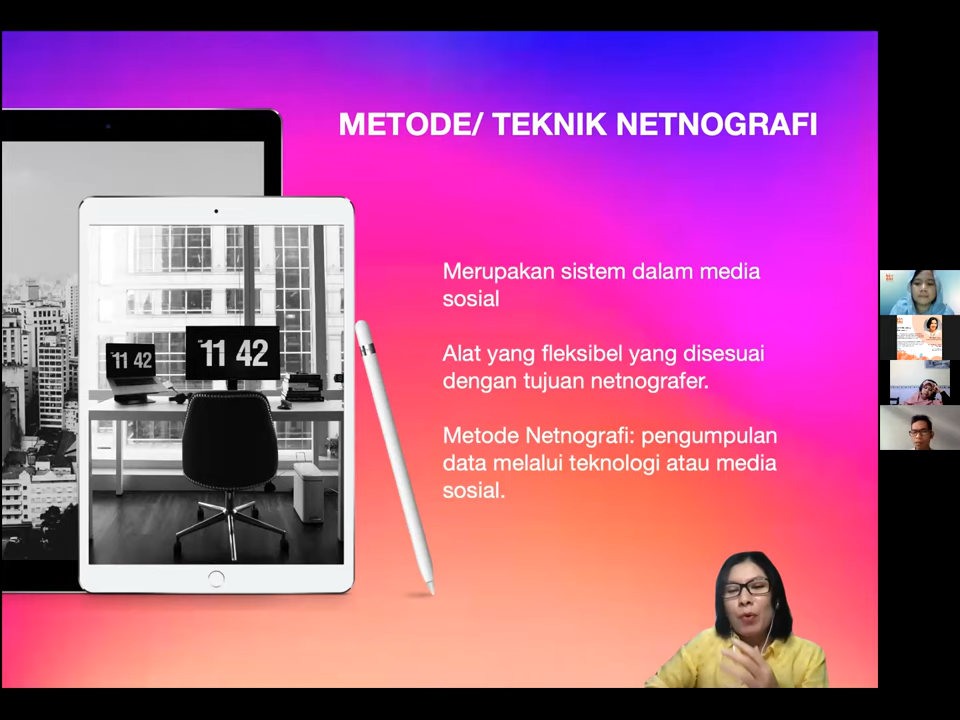 METODE/ TEKNIK NETNOGRAFI
Merupakan sistem dalam media
sosial
Alat yang fleksibel yang disesuai
dengan tujuan netnografer.
Metode Netnografi: pengumpulan
data melalui teknologi atau media
sosial.
11 42
11 42